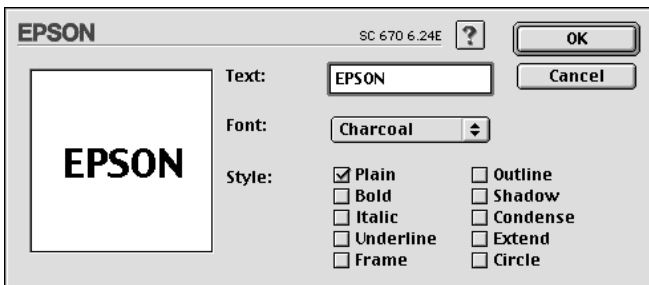 EPSON
SC 670 6.24E
?
OK
Cancel
Text:
EPSON
Font:
Charcoal
EPSON
Style:
Plain
Outline
Bold
Shadow
Italic
Condense
Underline
Extend
Frame
Circle